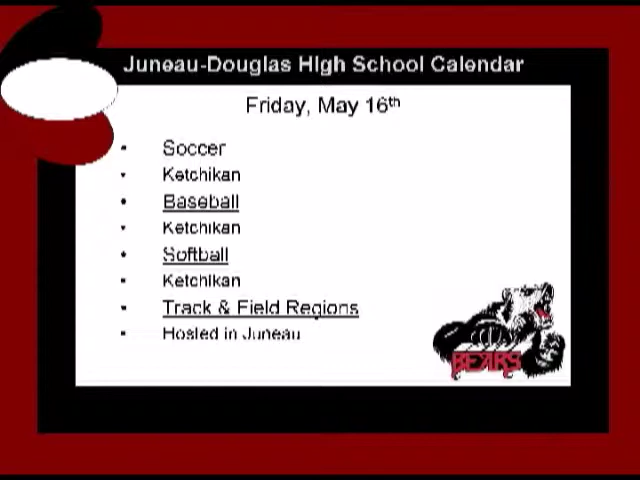 Juneau-Douglas High School Calendar
Friday, May 16th
• Soccer
• Ketchikan
• Baseball
• Ketchikan
• Softball
• Ketchikan
• Track & Field Regions
• Hosted in Juneau
BEARS